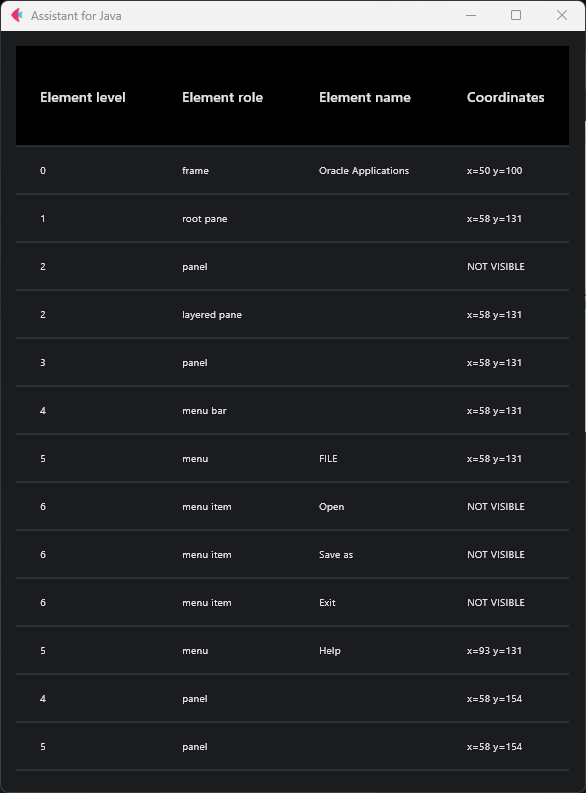 Assistant for Java
Element level Element role Element name Coordinates
0 frame Oracle Applications x=50 y=100
1 root pane x=58 y=131
2 panel NOT VISIBLE
2 layered pane x=58 y=131
3 panel x=58 y=131
4 menu bar x=58 y=131
5 menu FILE x=58 y=131
6 menu item Open NOT VISIBLE
6 menu item Save as NOT VISIBLE
6 menu item Exit NOT VISIBLE
5 menu Help x=93 y=131
4 panel x=58 y=154
5 panel x=58 y=154